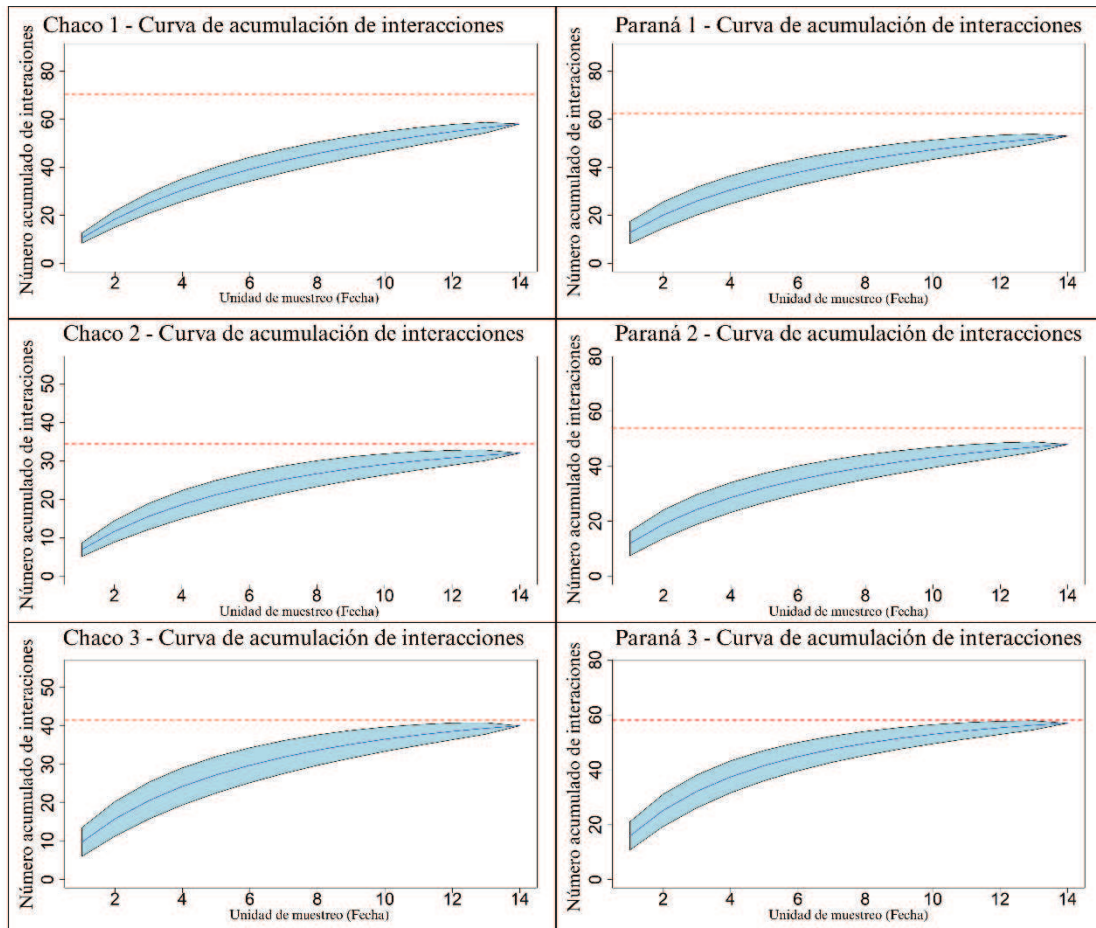 Chaco 1 - Curva de acumulación de interacciones
Número acumulado de interaciones
80
60
40
20
0
2 4 6 8 10 12 14
Unidad de muestreo (Fecha)
Paraná 1 - Curva de acumulación de interacciones
Número acumulado de interaciones
80
60
40
20
0
2 4 6 8 10 12 14
Unidad de muestreo (Fecha)
Chaco 2 - Curva de acumulación de interacciones
Número acumulado de interaciones
50
40
30
20
10
0
2 4 6 8 10 12 14
Unidad de muestreo (Fecha)
Paraná 2 - Curva de acumulación de interacciones
Número acumulado de interaciones
80
60
40
20
0
2 4 6 8 10 12 14
Unidad de muestreo (Fecha)
Chaco 3 - Curva de acumulación de interacciones
Número acumulado de interaciones
50
40
30
20
10
0
2 4 6 8 10 12 14
Unidad de muestreo (Fecha)
Paraná 3 - Curva de acumulación de interacciones
Número acumulado de interaciones
80
60
40
20
0
2 4 6 8 10 12 14
Unidad de muestreo (Fecha)